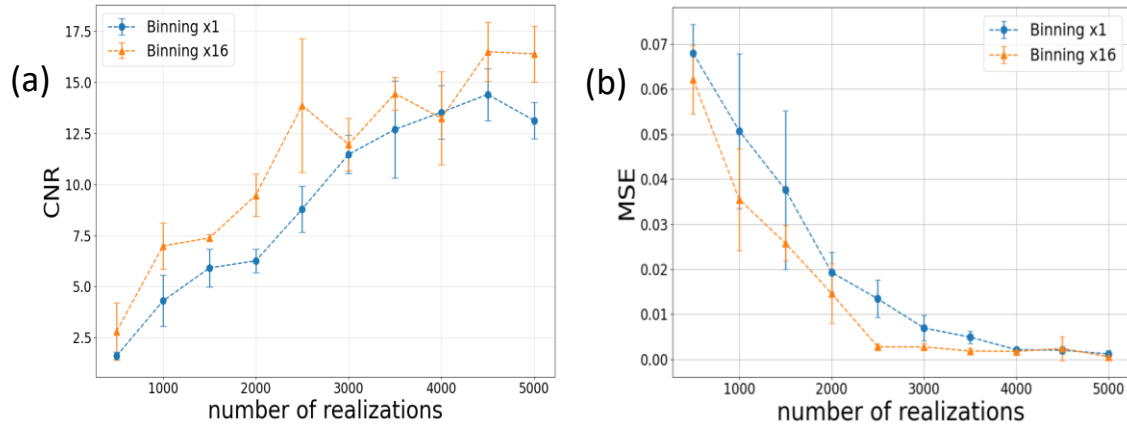 (a)
Binning x1
Binning x16
17.5
15.0
12.5
10.0
7.5
5.0
2.5
CNR
1000 2000 3000 4000 5000
number of realizations
(b)
Binning x1
Binning x16
0.07
0.06
0.05
0.04
0.03
0.02
0.01
0.00
MSE
1000 2000 3000 4000 5000
number of realizations